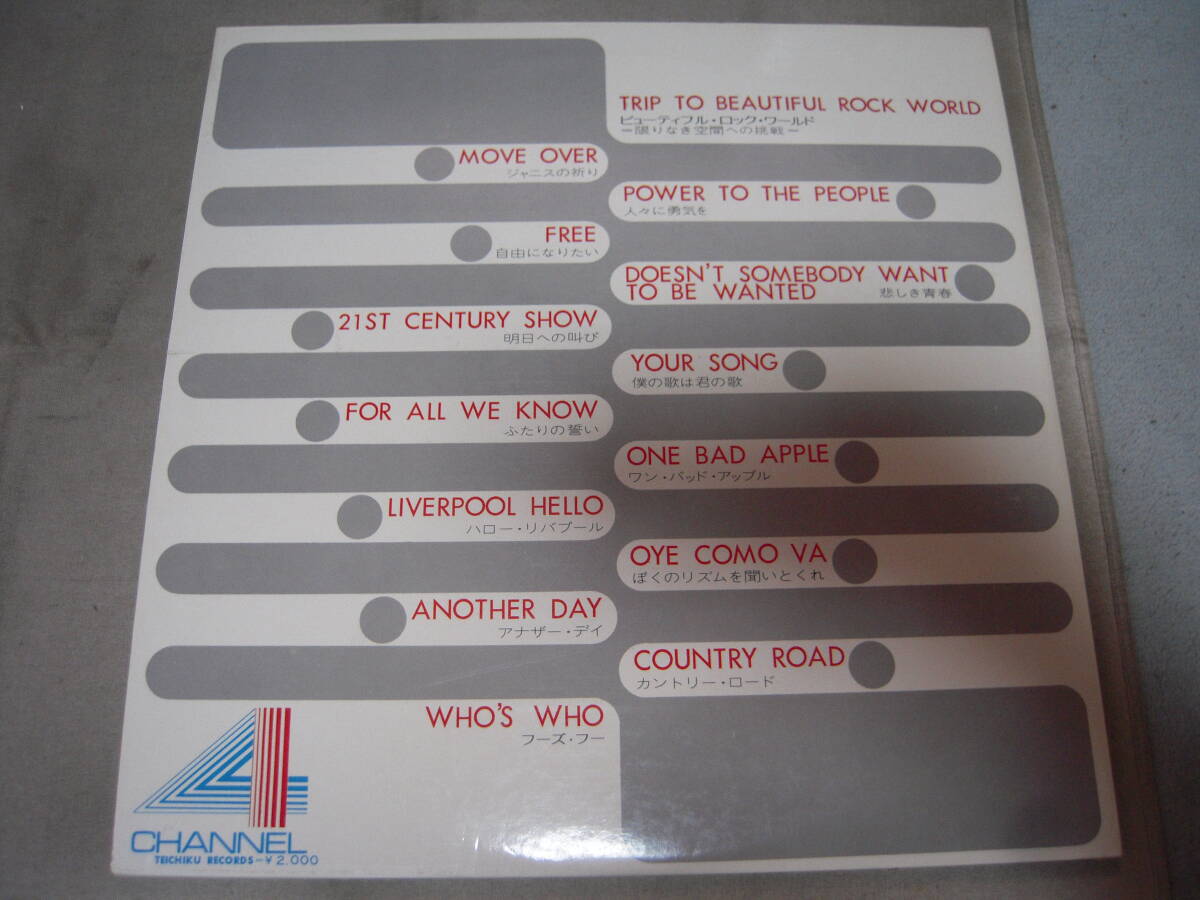 TRIP TO BEAUTIFUL ROCK WORLD
ビューティフル・ロック・ワールド
−限りなき空間への挑戦−
MOVE OVER
ジャニスの祈り
POWER TO THE PEOPLE
人々に勇気を
FREE
自由になりたい
DOESN'T SOMEBODY WANT
TO BE WANTED 悲しき青春
21ST CENTURY SHOW
明日への叫び
YOUR SONG
僕の歌は君の歌
FOR ALL WE KNOW
ふたりの誓い
ONE BAD APPLE
ワン・バッド・アップル
LIVERPOOL HELLO
ハロー・リバプール
OYE COMO VA
ぼくのリズムを聞いとくれ
ANOTHER DAY
アナザー・デイ
COUNTRY ROAD
カントリー・ロード
WHO'S WHO
フーズ・フー
4
CHANNEL
TEICHIKU RECORDS−¥2,000